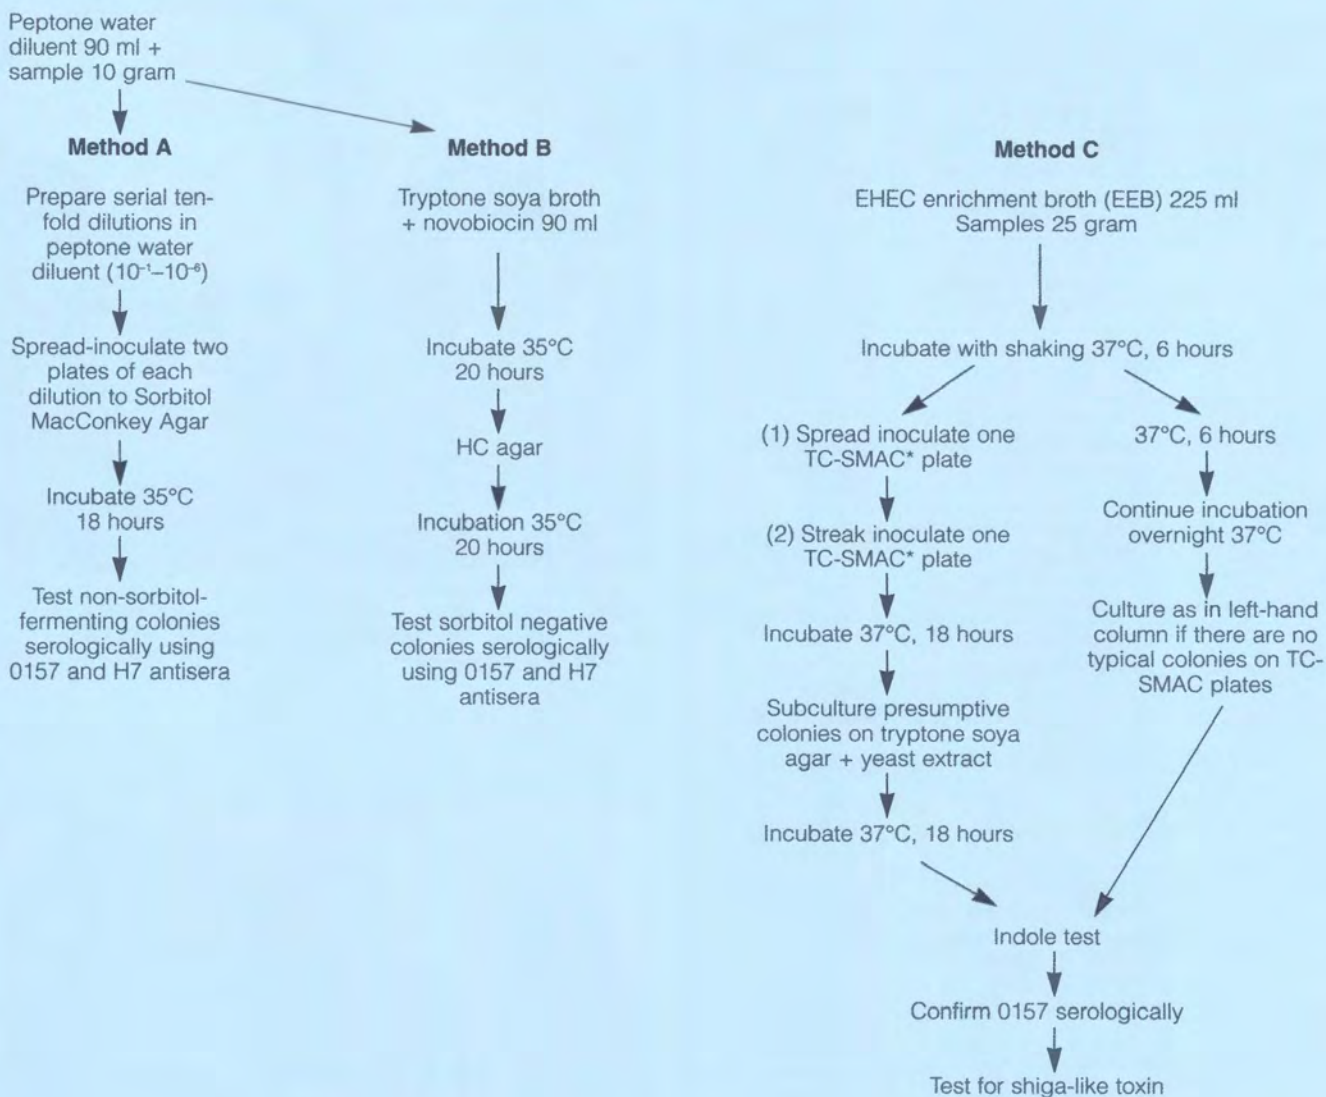 Peptone water
diluent 90 ml +
sample 10 gram
Method A
Prepare serial ten-
fold dilutions in
peptone water
diluent (10⁻¹–10⁻⁶)
Spread-inoculate two
plates of each
dilution to Sorbitol
MacConkey Agar
Incubate 35°C
18 hours
Test non-sorbitol-
fermenting colonies
serologically using
0157 and H7 antisera
Method B
Tryptone soya broth
+ novobiocin 90 ml
Incubate 35°C
20 hours
HC agar
Incubation 35°C
20 hours
Test sorbitol negative
colonies serologically
using 0157 and H7
antisera
Method C
EHEC enrichment broth (EEB) 225 ml
Samples 25 gram
Incubate with shaking 37°C, 6 hours
(1) Spread inoculate one
TC-SMAC* plate
(2) Streak inoculate one
TC-SMAC* plate
Incubate 37°C, 18 hours
Subculture presumptive
colonies on tryptone soya
agar + yeast extract
Incubate 37°C, 18 hours
37°C, 6 hours
Continue incubation
overnight 37°C
Culture as in left-hand
column if there are no
typical colonies on TC-
SMAC plates
Indole test
Confirm 0157 serologically
Test for shiga-like toxin